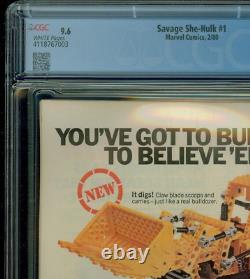 CGC 9.6 Savage She-Hulk #1
WHITE Pages Marvel Comics, 2/80
4118767003
YOU'VE GOT TO BUIL
TO BELIEVE 'E
NEW
It digs! Claw blade scoops and
carries—just like a real bulldozer.